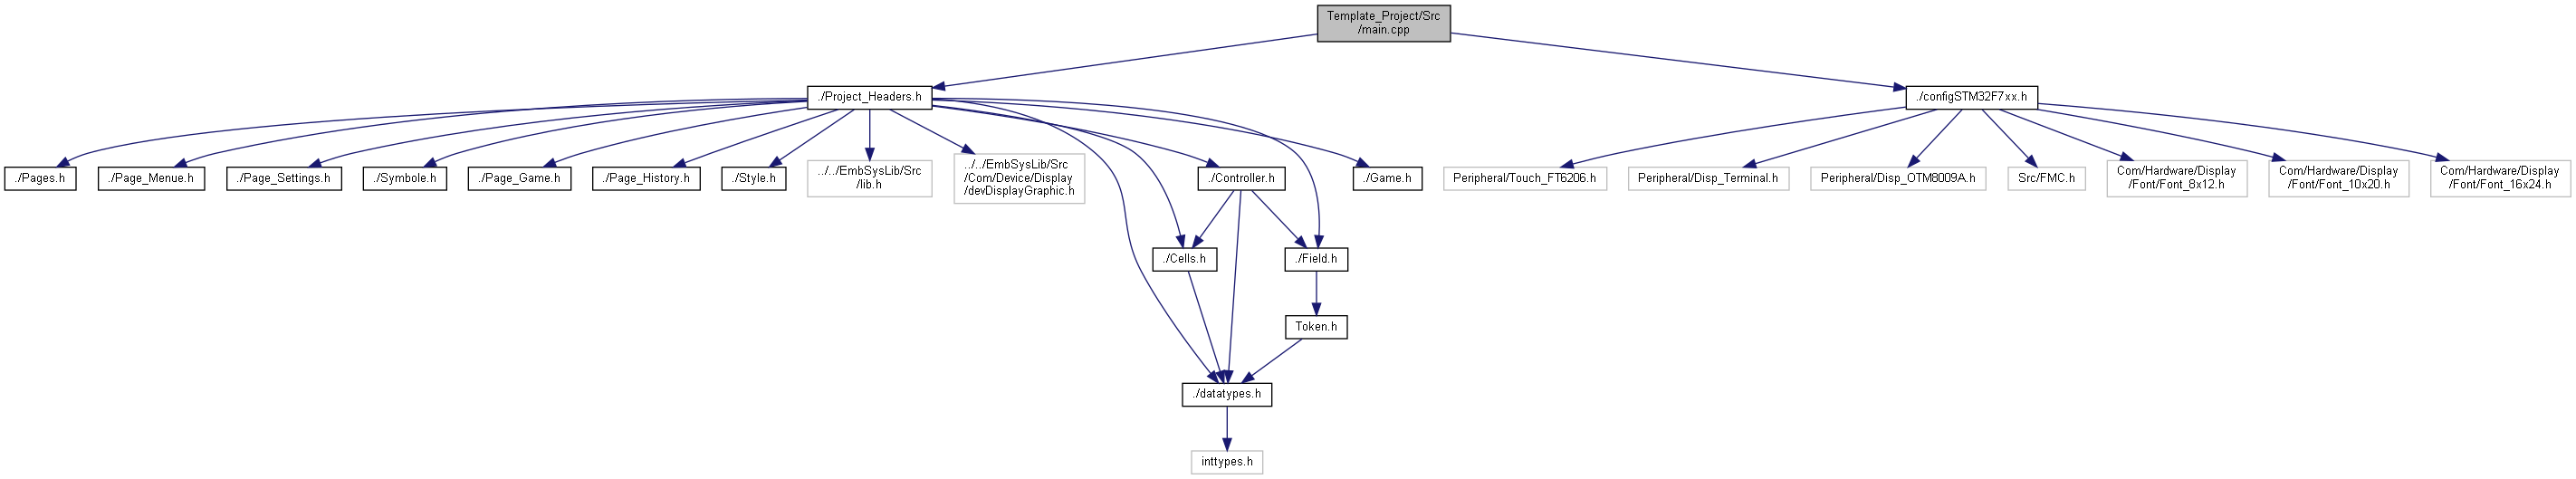 Template_Project/Src
/main.cpp
./Project_Headers.h
./configSTM32F7xx.h
./Pages.h
./Page_Menue.h
./Page_Settings.h
./Symbole.h
./Page_Game.h
./Page_History.h
./Style.h
../../EmbSysLib/Src
/lib.h
../../EmbSysLib/Src
/Com/Device/Display
/devDisplayGraphic.h
./Controller.h
./Game.h
Peripheral/Touch_FT6206.h
Peripheral/Disp_Terminal.h
Peripheral/Disp_OTM8009A.h
Src/FMC.h
Com/Hardware/Display
/Font/Font_8x12.h
Com/Hardware/Display
/Font/Font_10x20.h
Com/Hardware/Display
/Font/Font_16x24.h
./Cells.h
./Field.h
Token.h
./datatypes.h
inttypes.h